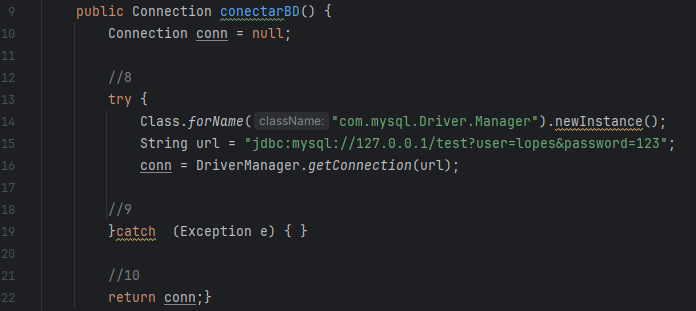 9 public Connection conectarBD() {
10 Connection conn = null;
11
12 //8
13 try {
14 Class.forName( className: "com.mysql.Driver.Manager").newInstance();
15 String url = "jdbc:mysql://127.0.0.1/test?user=lopes&password=123";
16 conn = DriverManager.getConnection(url);
17
18 //9
19 }catch  (Exception e) { }
20
21 //10
22 return conn;}